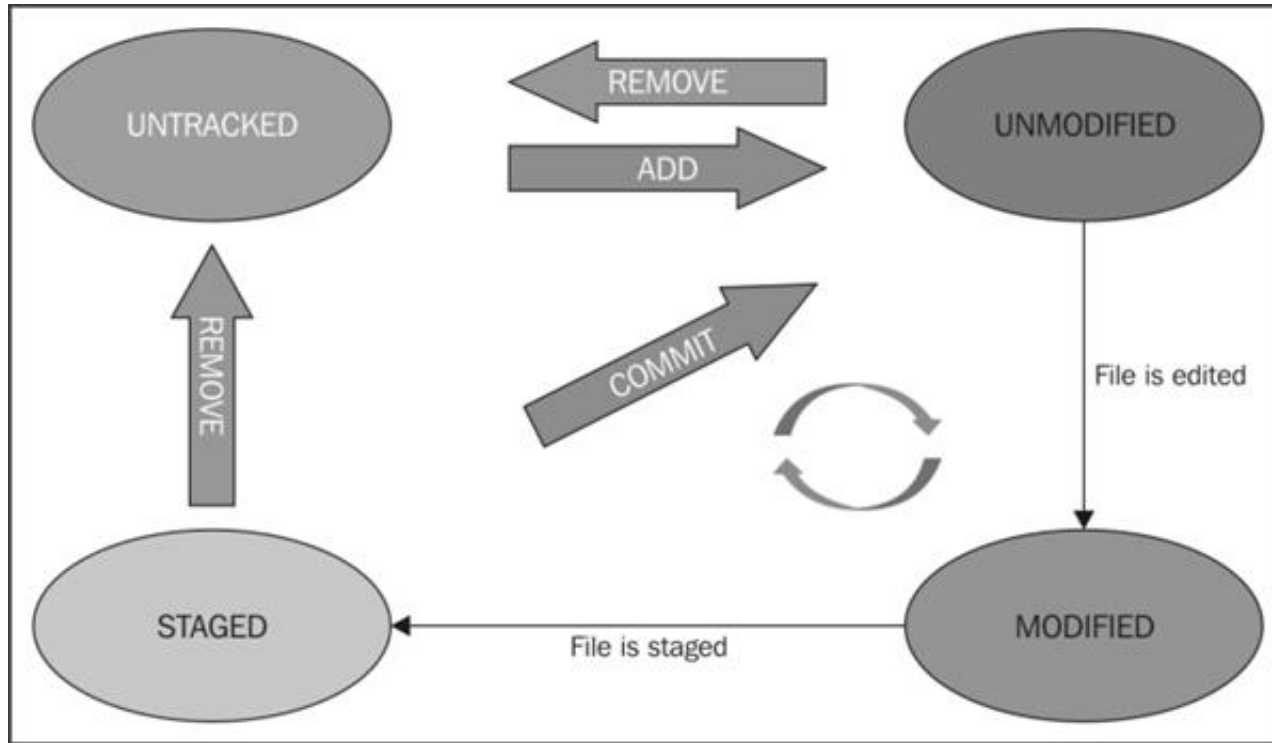 UNTRACKED
REMOVE
ADD
UNMODIFIED
REMOVE
COMMIT
File is edited
STAGED
File is staged
MODIFIED